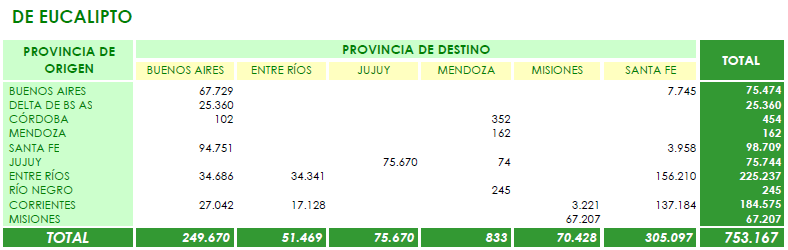 DE EUCALIPTO
PROVINCIA DE ORIGEN PROVINCIA DE DESTINO TOTAL
BUENOS AIRES ENTRE RÍOS JUJUY MENDOZA MISIONES SANTA FE
BUENOS AIRES 67.729 7.745 75.474
DELTA DE BS AS 25.360 25.360
CÓRDOBA 102 352 454
MENDOZA 162 162
SANTA FE 94.751 3.958 98.709
JUJUY 75.670 74 75.744
ENTRE RÍOS 34.686 34.341 156.210 225.237
RÍO NEGRO 245 245
CORRIENTES 27.042 17.128 3.221 137.184 184.575
MISIONES 67.207 67.207
TOTAL 249.670 51.469 75.670 833 70.428 305.097 753.167